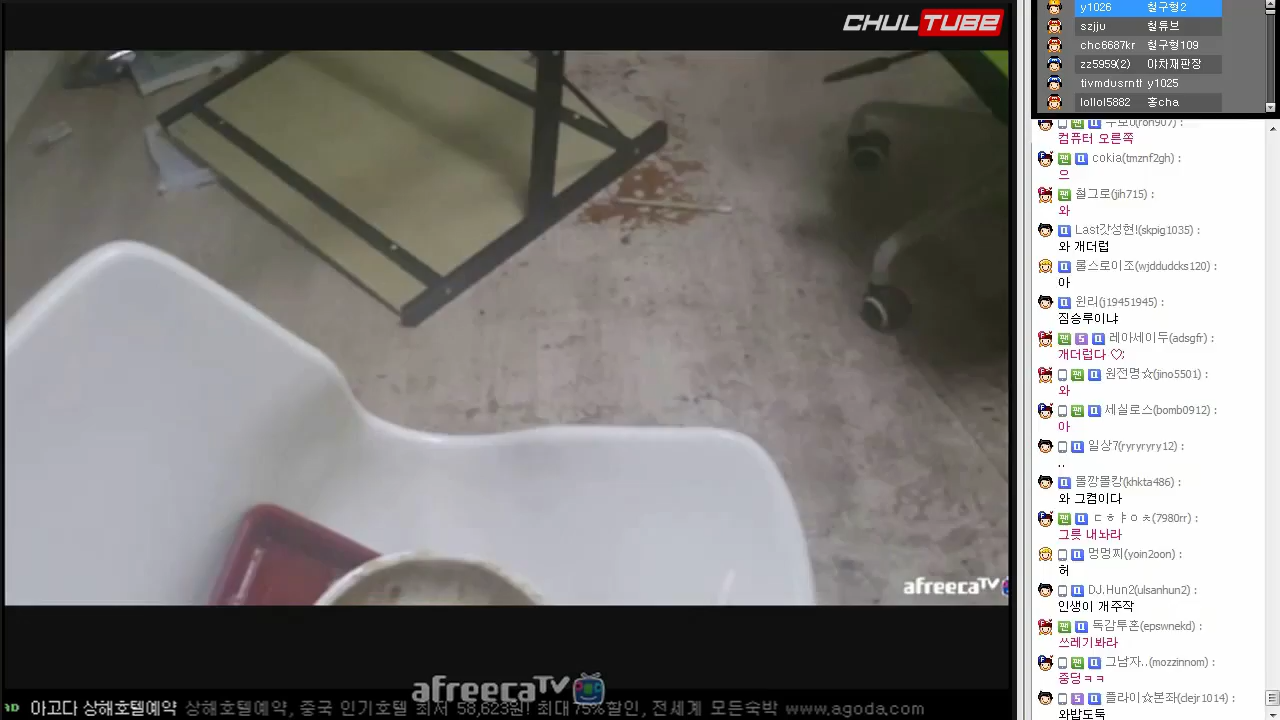 CHULTUBE
y1026 철구형2
szjju 철튜브
chc6687kr 철구형109
zz5959(2) 야차재판장
tivmdusrnth y1025
lollol5882 홍cha
컴퓨터 오른쪽
cokia(tmznf2gh) :
으
철그로(jih715) :
와
Last갓성현!(skpig1035) :
와 개더럽
롤스로이조(wjddudcks120) :
아
윈리(j19451945) :
짐승루이냐
레아세이두(adsgfr) :
개더럽다 ♡;
원전명☆(jino5501) :
와
세실로스(bomb0912) :
아
일상7(ryryryry12) :
..
몰깡몰캉(khkta486) :
와 그켬이다
ㄷㅎㅑㅇㅊ(7980rr) :
그릇 내놔라
멍멍찌(yoin2oon) :
허
DJ.Hun2(ulsanhun2) :
인생이 개주작
독감투혼(epswnekd) :
쓰레기봐라
그남자..(mozzinnom) :
중덩ㅋㅋ
플라이☆본좌(dejr1014) :
와밥도둑
afreecaTV
afreecaTV
AD 아고다 상해호텔예약 상해호텔예약, 중국 인기호텔 최저 58,623원! 최대75%할인, 전세계 모든숙박 www.agoda.com